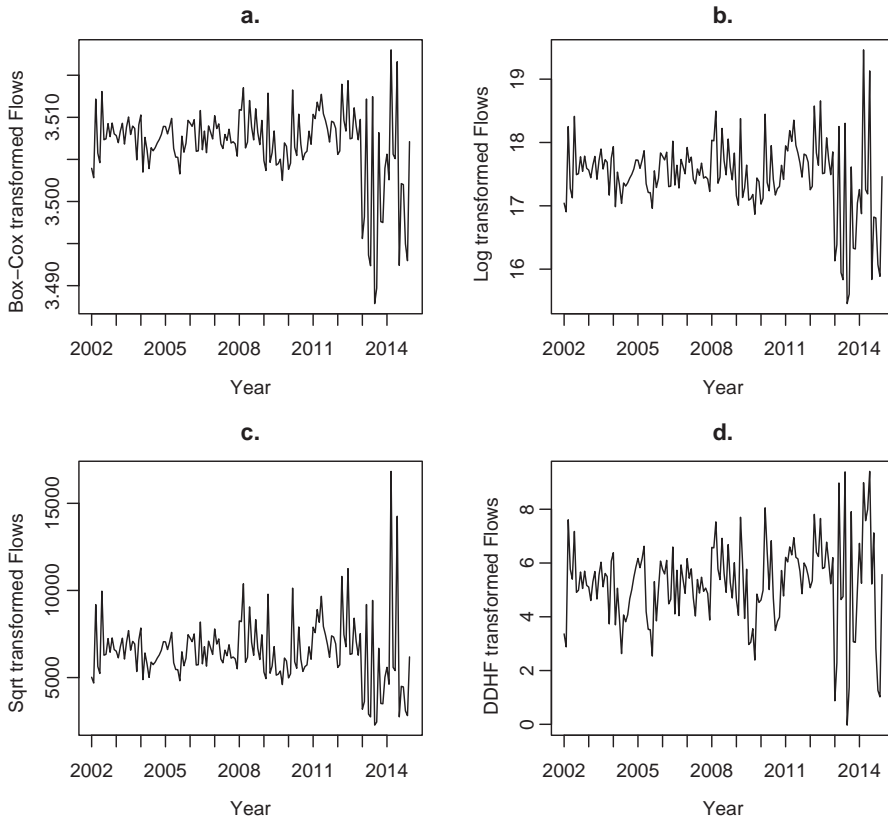 a.
Box−Cox transformed Flows
3.490 3.500 3.510
2002 2005 2008 2011 2014
Year
b.
Log transformed Flows
16 17 18 19
2002 2005 2008 2011 2014
Year
c.
Sqrt transformed Flows
5000 10000 15000
2002 2005 2008 2011 2014
Year
d.
DDHF transformed Flows
0 2 4 6 8
2002 2005 2008 2011 2014
Year